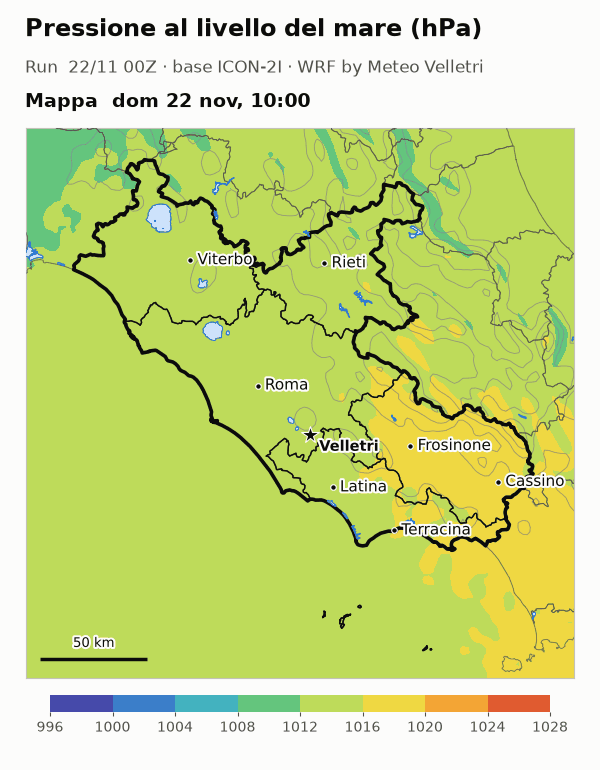 Pressione al livello del mare (hPa)
Run  22/11 00Z · base ICON-2I · WRF by Meteo Velletri
Mappa  dom 22 nov, 10:00
Viterbo
Rieti
Roma
Velletri
Frosinone
Cassino
Latina
Terracina
50 km
996 1000 1004 1008 1012 1016 1020 1024 1028